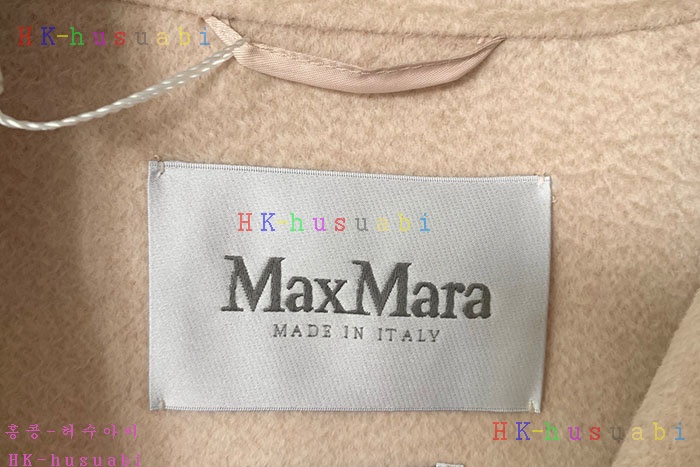 HK-husuabi
HK-husuabi
MaxMara
MADE IN ITALY
홍콩-허수아비
HK-husuabi
HK-husuabi